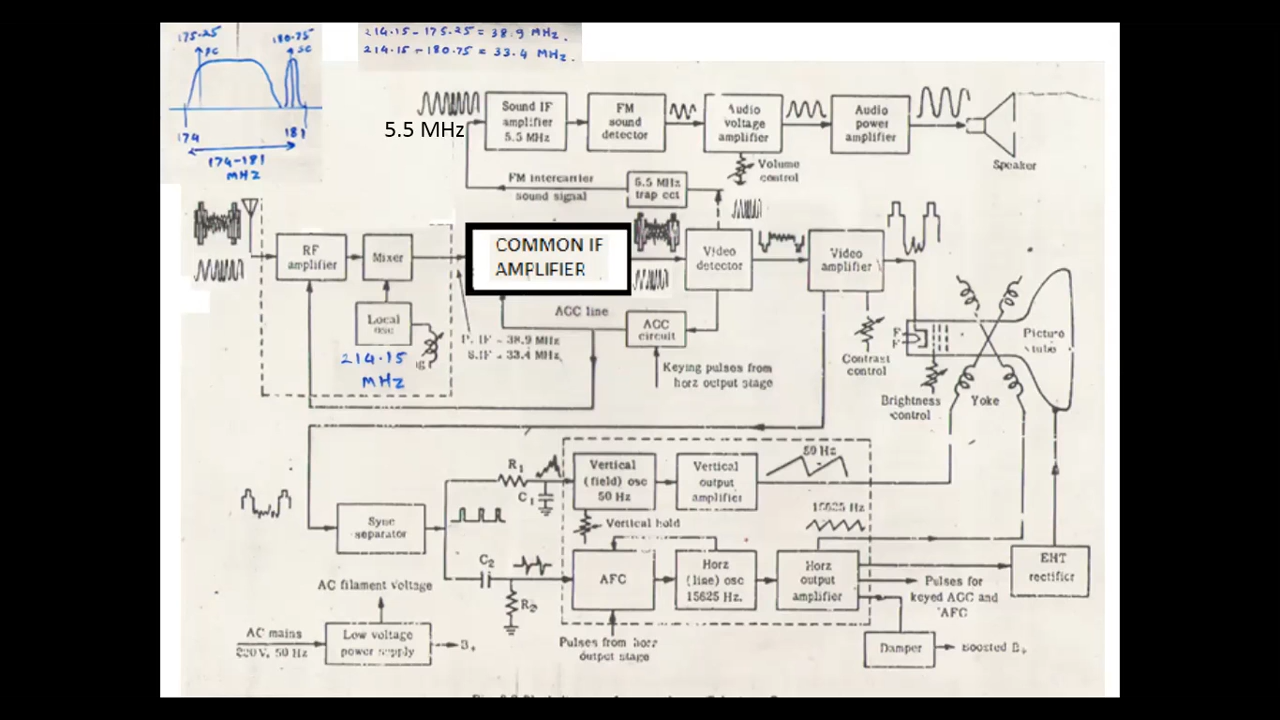 175.25
180.75
PC
SC
174
181
174-181
MHZ
214.15 - 175.25 = 38.9 MHZ.
214.15 - 180.75 = 33.4 MHZ.
5.5 MHz
Sound IF
amplifier
5.5 MHz
FM
sound
detector
Audio
voltage
amplifier
Audio
power
amplifier
Volume
control
Speaker
FM intercarrier
sound signal
5.5 MHz
trap cct
RF
amplifier
Mixer
COMMON IF
AMPLIFIER
Video
detector
Video
amplifier
Local
osc
214.15
MHZ
AGC line
P. IF - 38.9 MHz
S.IF - 33.4 MHz
AGC
circuit
Keying pulses from
horz output stage
Contrast
control
Brightness
control
Yoke
Picture
tube
R1
C1
Vertical
(field) osc
50 Hz
Vertical
output
amplifier
50 Hz
Vertical hold
15625 Hz
Sync
separator
C2
R2
AFC
Horz
(line) osc
15625 Hz.
Horz
output
amplifier
EHT
rectifier
Pulses for
keyed AGC and
AFC
AC filament voltage
AC mains
220V, 50 Hz
Low voltage
power supply
B+
Pulses from horz
output stage
Damper
Boosted B+